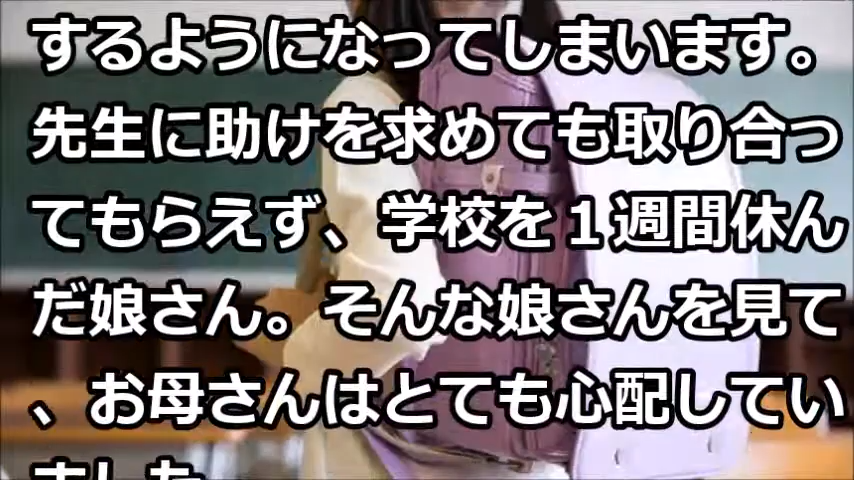 するようになってしまいます。
先生に助けを求めても取り合っ
てもらえず、学校を１週間休ん
だ娘さん。そんな娘さんを見て
、お母さんはとても心配してい
ました